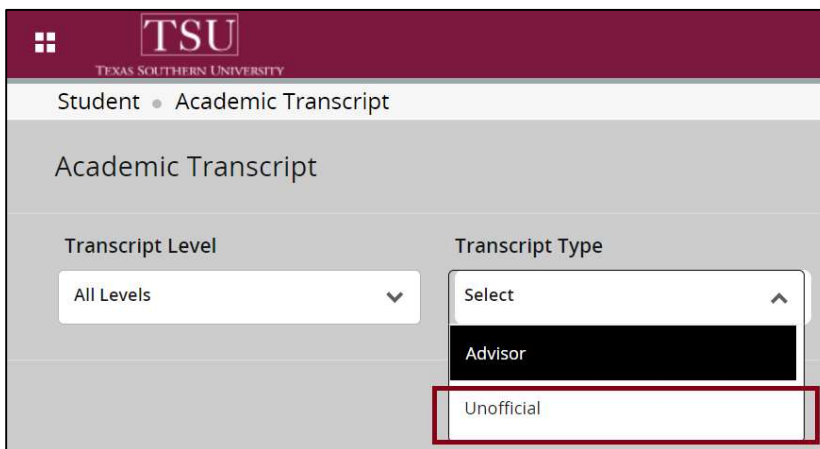 TSU
TEXAS SOUTHERN UNIVERSITY
Student • Academic Transcript
Academic Transcript
Transcript Level
Transcript Type
All Levels
Select
Advisor
Unofficial